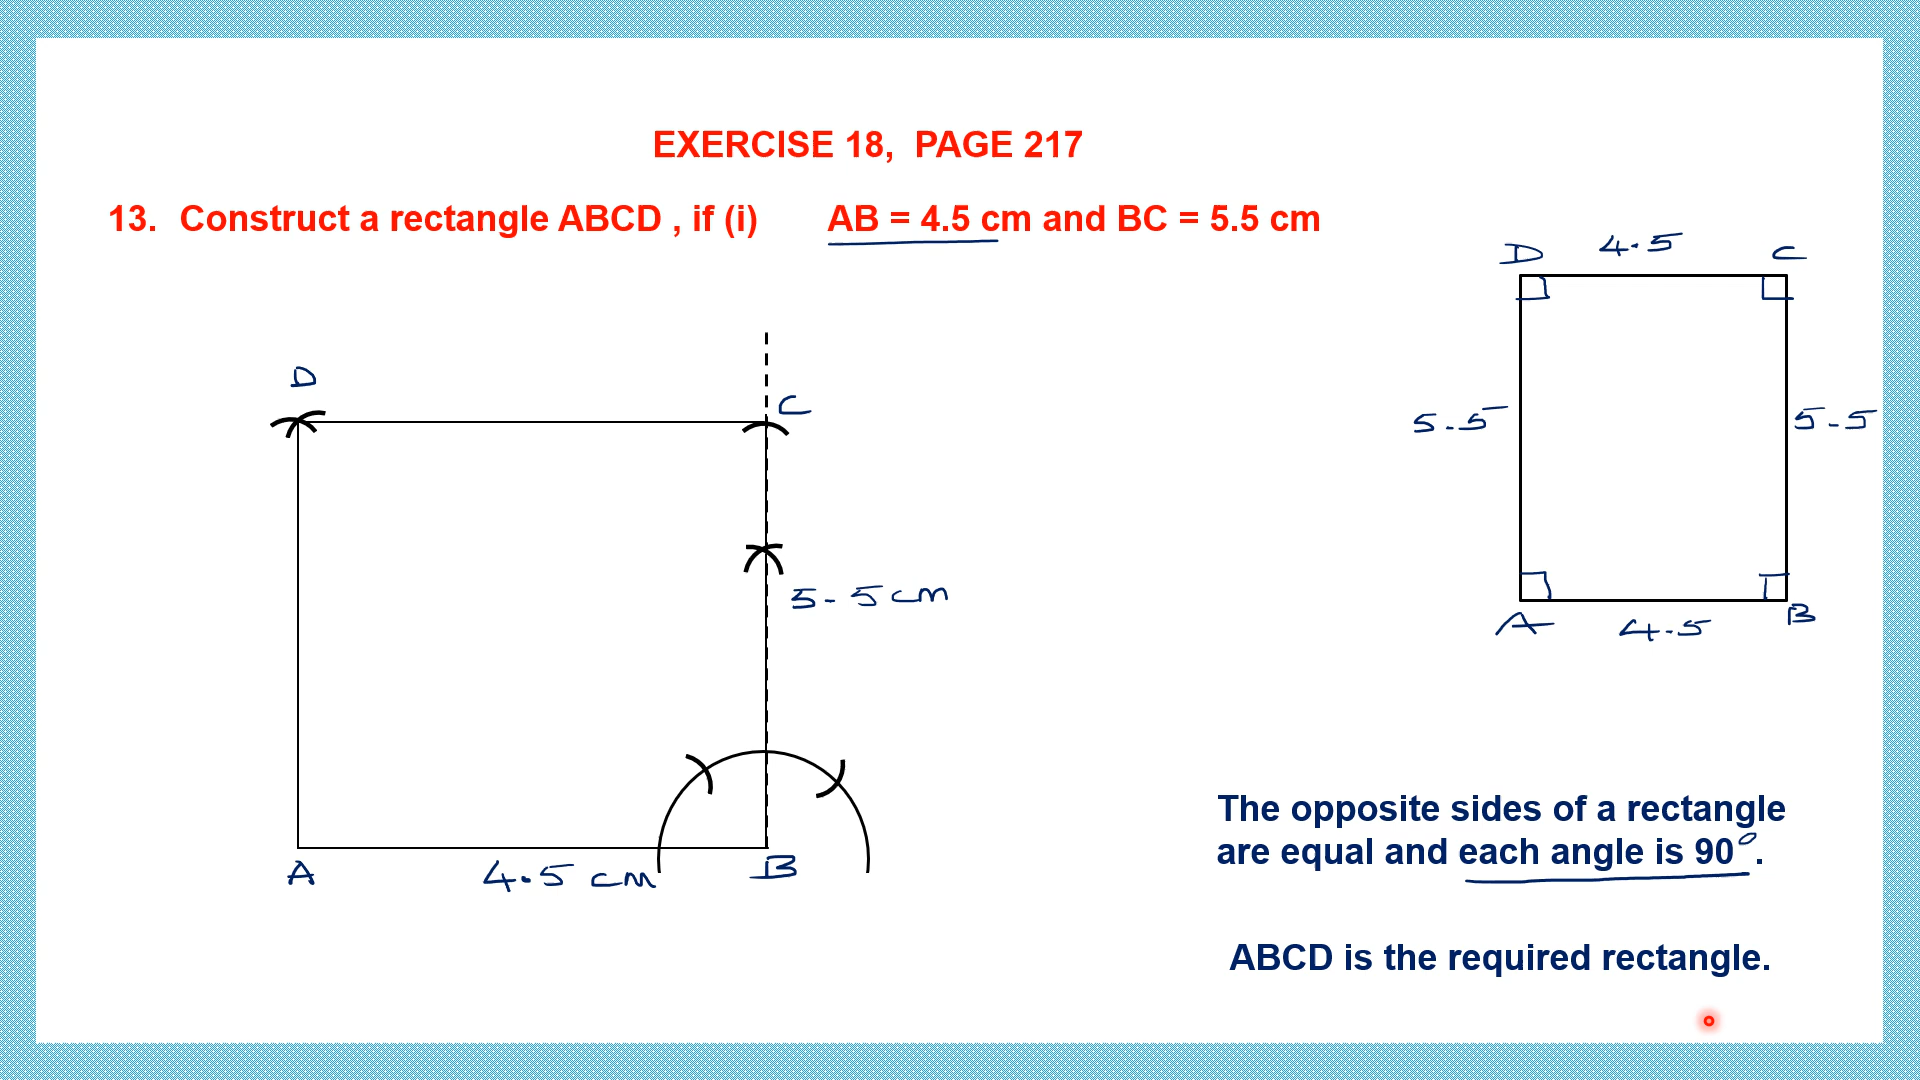 EXERCISE 18, PAGE 217
13. Construct a rectangle ABCD , if (i) AB = 4.5 cm and BC = 5.5 cm
D 4.5 C
D
C
5.5 5.5
5.5 cm
A 4.5 B
The opposite sides of a rectangle
are equal and each angle is 90°.
A 4.5 cm B
ABCD is the required rectangle.